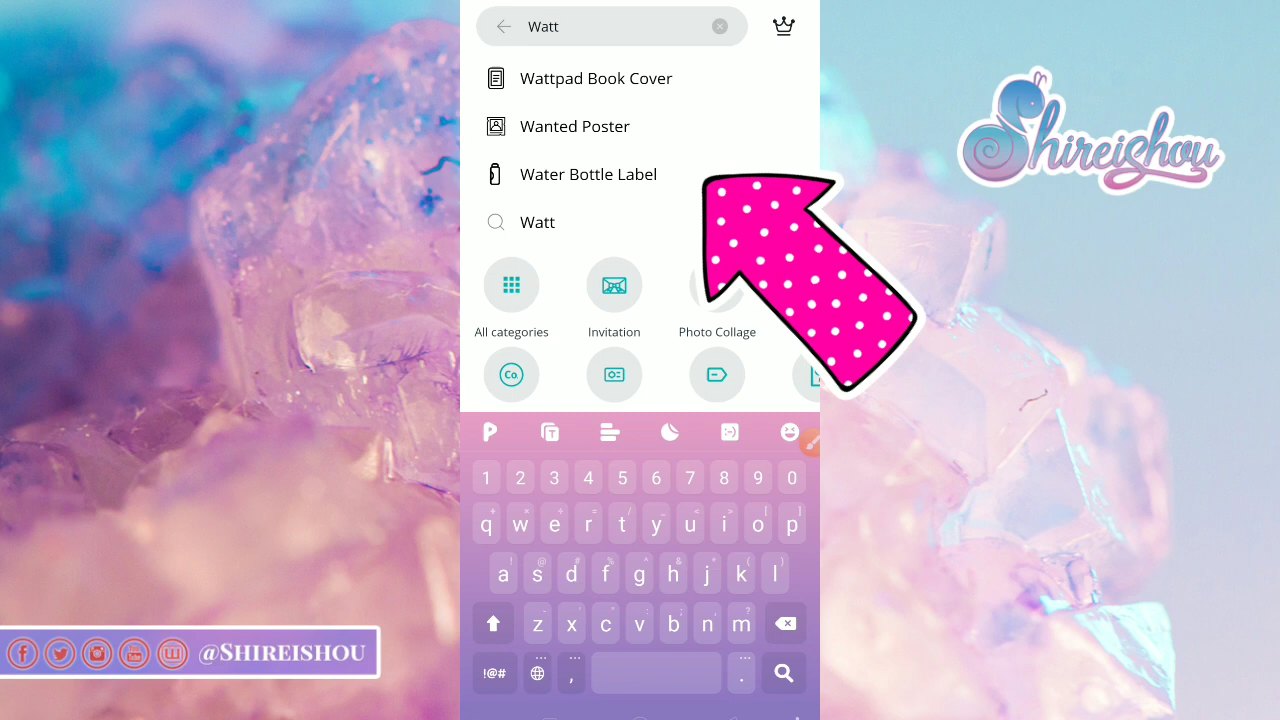 Watt
Shireishou
Wattpad Book Cover
Wanted Poster
Water Bottle Label
Watt
All categories
Invitation
Photo Collage
Co.
1 2 3 4 5 6 7 8 9 0
q w e r t y u i o p
a s d f g h j k l
z x c v b n m
!@# , .
@SHIREISHOU